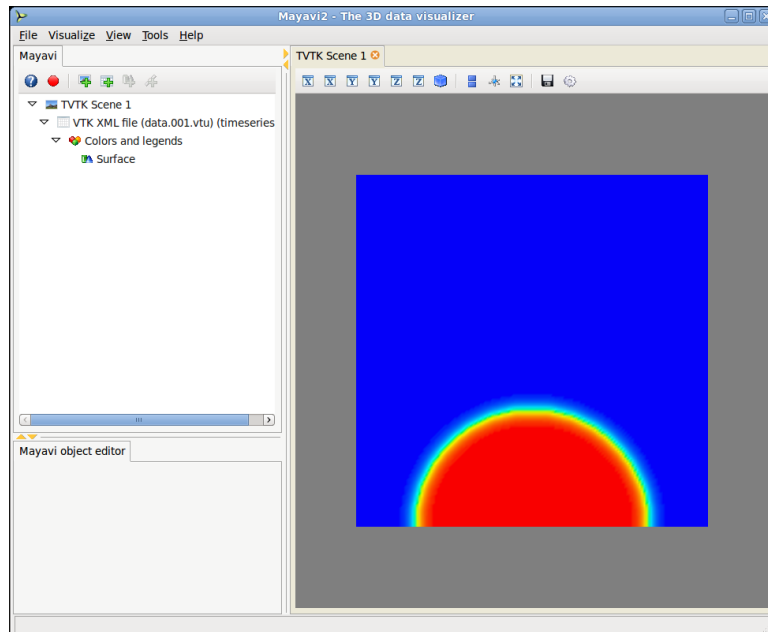 Mayavi2 - The 3D data visualizer
File Visualize View Tools Help
Mayavi
TVTK Scene 1
X X Y Y Z Z
TVTK Scene 1
VTK XML file (data.001.vtu) (timeseries
Colors and legends
Surface
Mayavi object editor